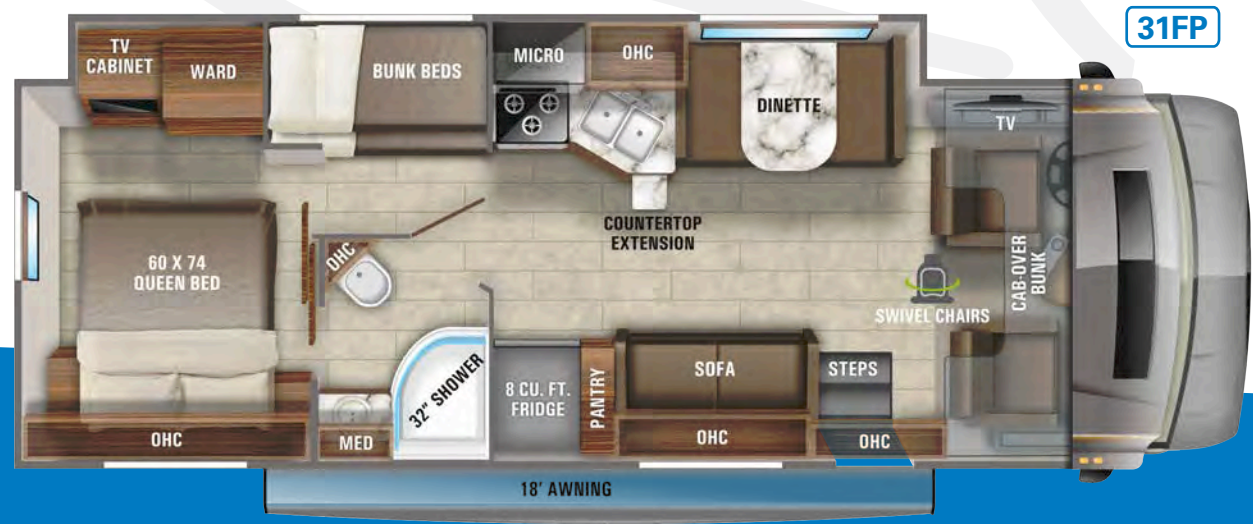 31FP
TV
CABINET
WARD
BUNK BEDS
MICRO
OHC
DINETTE
TV
COUNTERTOP
EXTENSION
OHC
60 X 74
QUEEN BED
CAB-OVER
BUNK
SWIVEL CHAIRS
32" SHOWER
8 CU. FT.
FRIDGE
PANTRY
SOFA
STEPS
OHC
MED
OHC
OHC
18' AWNING